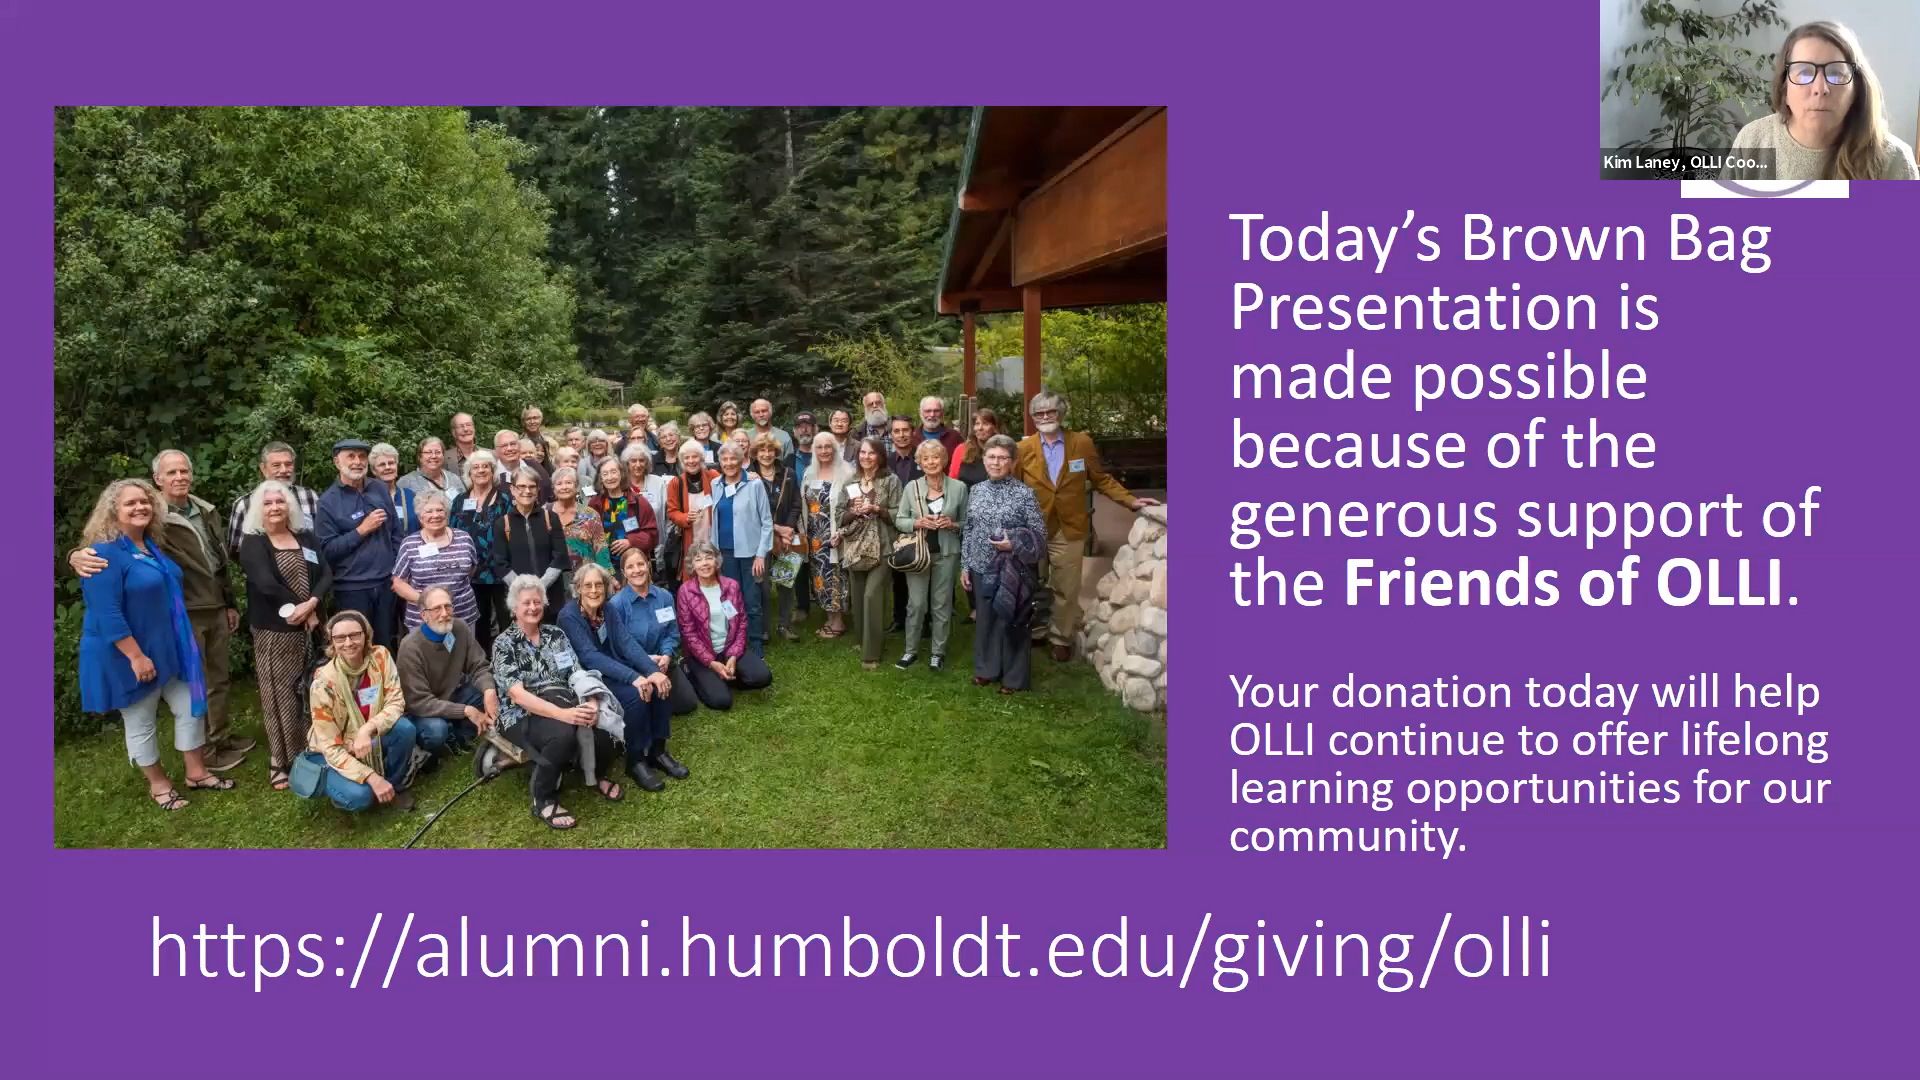 Kim Laney, OLLI Coo...
Today’s Brown Bag
Presentation is
made possible
because of the
generous support of
the Friends of OLLI.
Your donation today will help
OLLI continue to offer lifelong
learning opportunities for our
community.
https://alumni.humboldt.edu/giving/olli